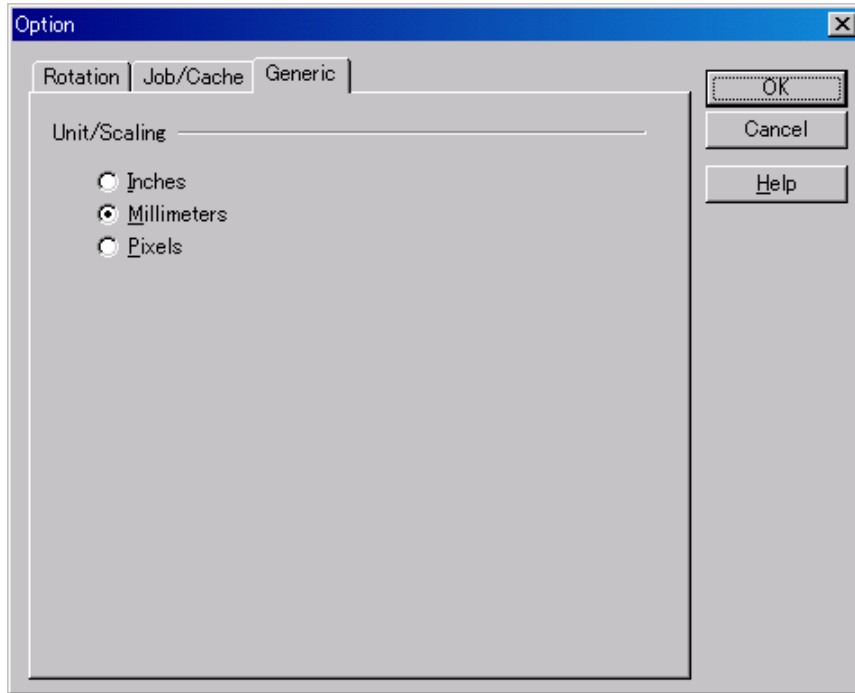 Option
Rotation Job/Cache Generic
OK
Unit/Scaling
Cancel
Inches
Help
Millimeters
Pixels